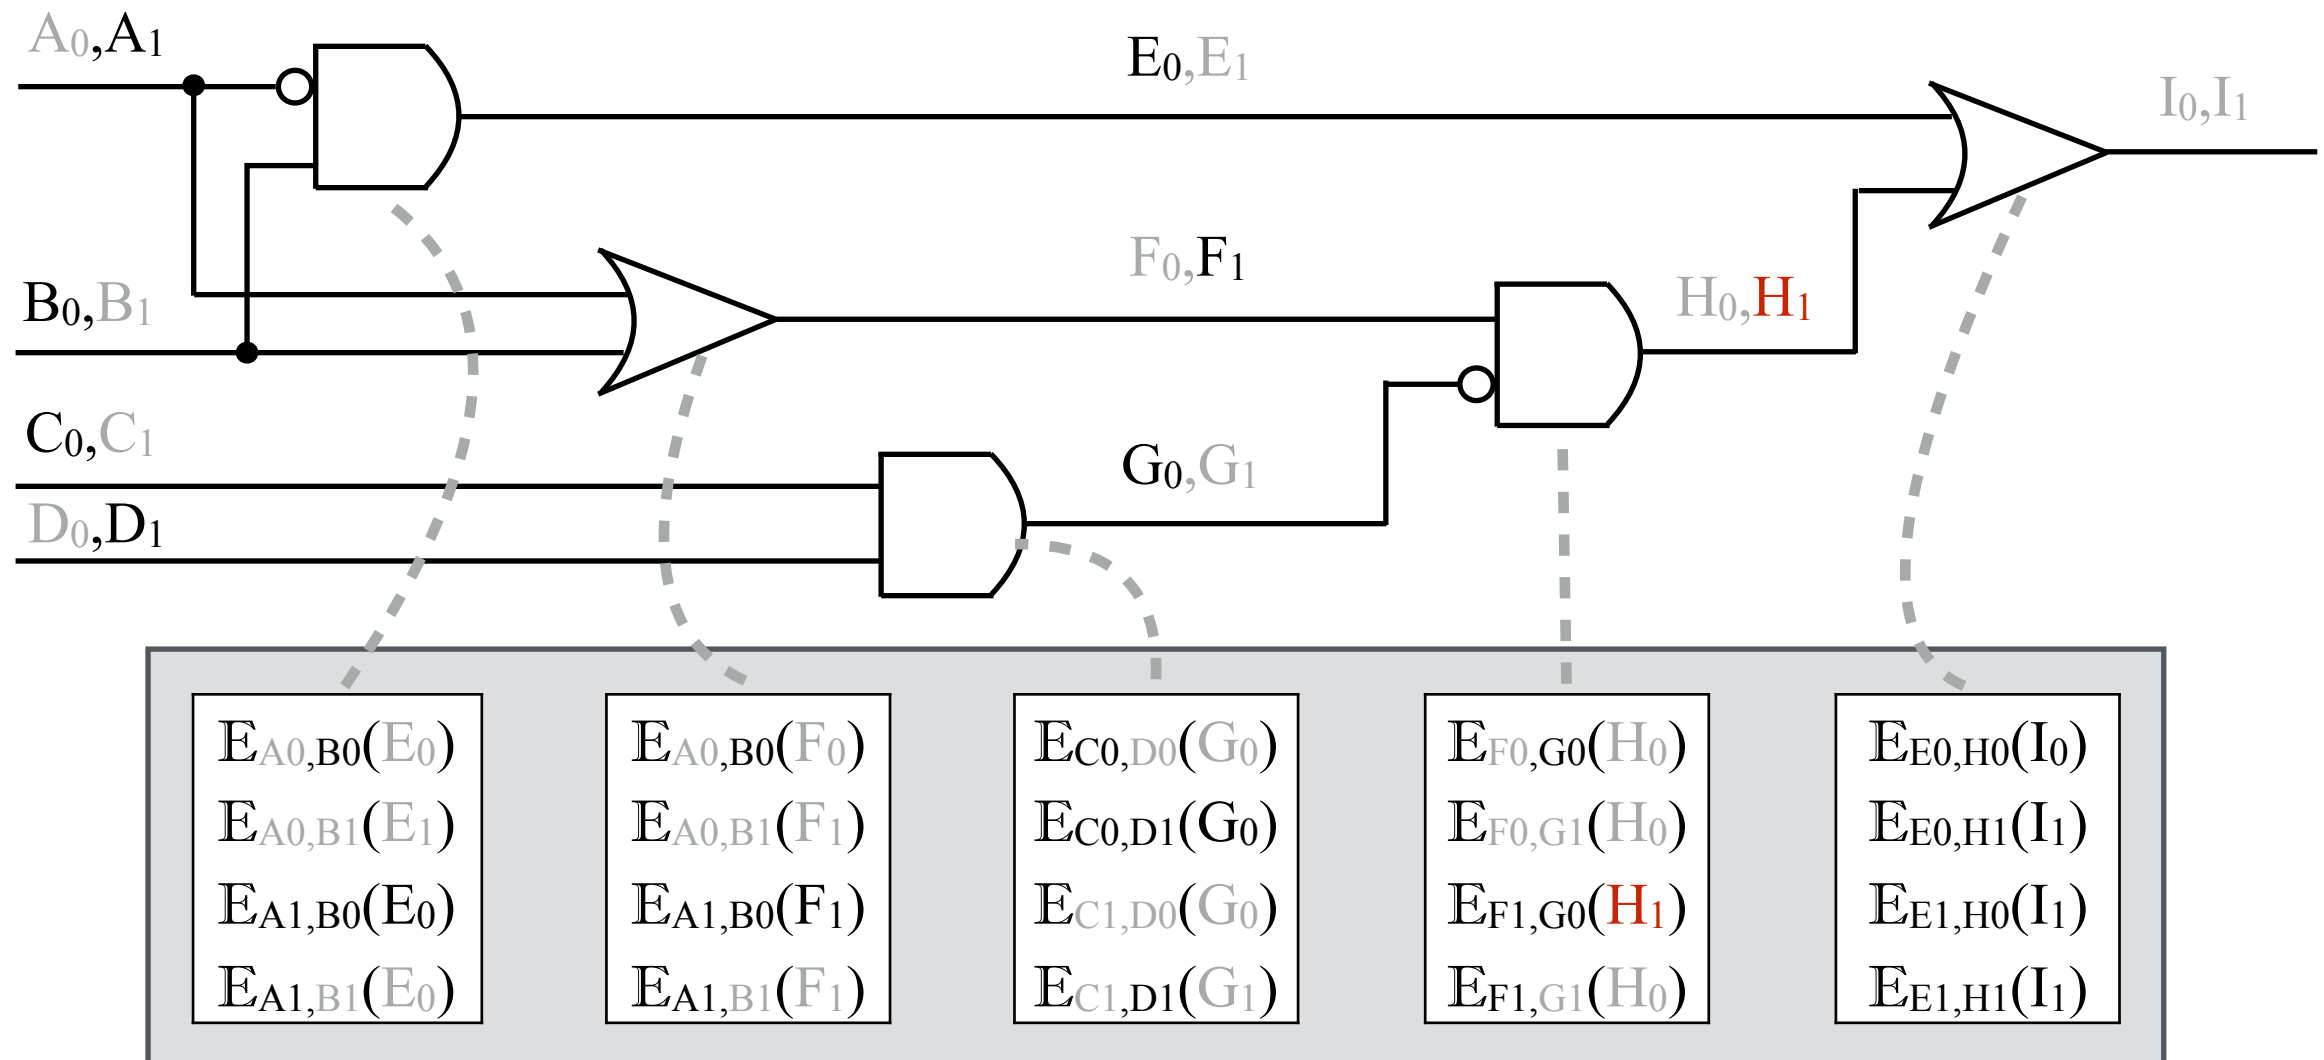 A0,A1
E0,E1
I0,I1
B0,B1
F0,F1
H0,H1
C0,C1
G0,G1
D0,D1
𝔼A0,B0(E0)
𝔼A0,B1(E1)
𝔼A1,B0(E0)
𝔼A1,B1(E0)
𝔼A0,B0(F0)
𝔼A0,B1(F1)
𝔼A1,B0(F1)
𝔼A1,B1(F1)
𝔼C0,D0(G0)
𝔼C0,D1(G0)
𝔼C1,D0(G0)
𝔼C1,D1(G1)
𝔼F0,G0(H0)
𝔼F0,G1(H0)
𝔼F1,G0(H1)
𝔼F1,G1(H0)
𝔼E0,H0(I0)
𝔼E0,H1(I1)
𝔼E1,H0(I1)
𝔼E1,H1(I1)